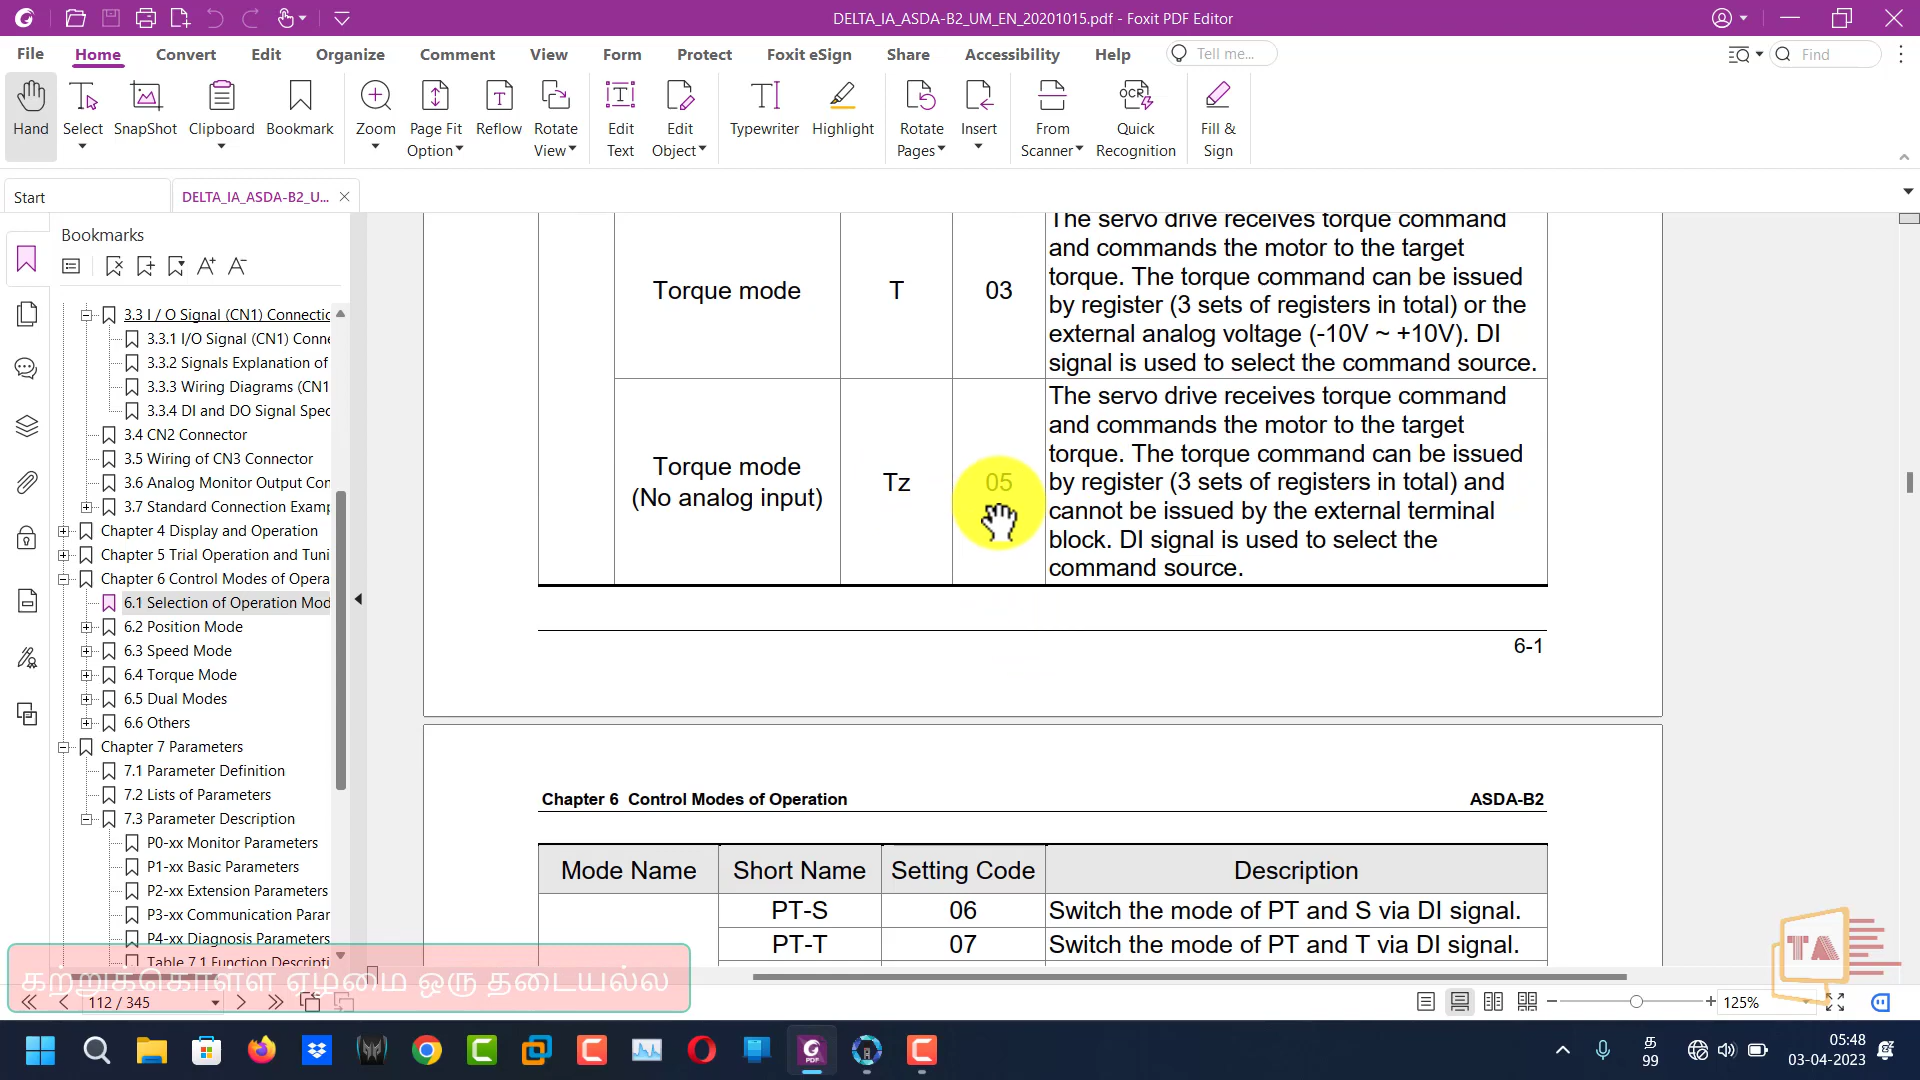 DELTA_IA_ASDA-B2_UM_EN_20201015.pdf - Foxit PDF Editor
File Home Convert Edit Organize Comment View Form Protect Foxit eSign Share Accessibility Help Tell me... Find
Hand Select SnapShot Clipboard Bookmark Zoom Page Fit Option Reflow Rotate View Edit Text Edit Object Typewriter Highlight Rotate Pages Insert From Scanner OCR Quick Recognition Fill & Sign
Start DELTA_IA_ASDA-B2_U...
Bookmarks
3.3 I / O Signal (CN1) Connectio
3.3.1 I/O Signal (CN1) Conne
3.3.2 Signals Explanation of
3.3.3 Wiring Diagrams (CN1
3.3.4 DI and DO Signal Spec
3.4 CN2 Connector
3.5 Wiring of CN3 Connector
3.6 Analog Monitor Output Con
3.7 Standard Connection Examp
Chapter 4 Display and Operation
Chapter 5 Trial Operation and Tuni
Chapter 6 Control Modes of Opera
6.1 Selection of Operation Mod
6.2 Position Mode
6.3 Speed Mode
6.4 Torque Mode
6.5 Dual Modes
6.6 Others
Chapter 7 Parameters
7.1 Parameter Definition
7.2 Lists of Parameters
7.3 Parameter Description
P0-xx Monitor Parameters
P1-xx Basic Parameters
P2-xx Extension Parameters
P3-xx Communication Parar
P4-xx Diagnosis Parameters
Table 7.1 Function Descripti
Torque mode T 03
The servo drive receives torque command
and commands the motor to the target
torque. The torque command can be issued
by register (3 sets of registers in total) or the
external analog voltage (-10V ~ +10V). DI
signal is used to select the command source.
Torque mode
(No analog input)
Tz 05
The servo drive receives torque command
and commands the motor to the target
torque. The torque command can be issued
by register (3 sets of registers in total) and
cannot be issued by the external terminal
block. DI signal is used to select the
command source.
6-1
Chapter 6 Control Modes of Operation ASDA-B2
Mode Name Short Name Setting Code Description
PT-S 06 Switch the mode of PT and S via DI signal.
PT-T 07 Switch the mode of PT and T via DI signal.
TA
கற்றுக்கொள்ள ஏழ்மை ஒரு தடையல்ல
112 / 345
125%
PDF
த
99
05:48
03-04-2023